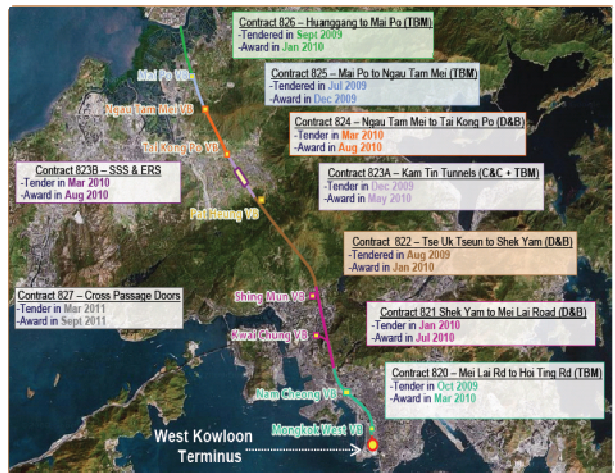 Contract 826 – Huanggang to Mai Po (TBM)
-Tendered in Sept 2009
-Award in Jan 2010
Mai Po VB
Contract 825 – Mai Po to Ngau Tam Mei (TBM)
-Tendered in Jul 2009
-Award in Dec 2009
Ngau Tam Mei VB
Contract 824 – Ngau Tam Mei to Tai Kong Po (D&B)
-Tender in Mar 2010
-Award in Aug 2010
Tai Kong Po VB
Contract 823B – SSS & ERS
-Tender in Mar 2010
-Award in Aug 2010
Contract 823A – Kam Tin Tunnels (C&C + TBM)
-Tender in Dec 2009
-Award in May 2010
Pat Heung VB
Contract 822 – Tse Uk Tseun to Shek Yam (D&B)
-Tendered in Aug 2009
-Award in Jan 2010
Contract 827 – Cross Passage Doors
-Tender in Mar 2011
-Award in Sept 2011
Shing Mun VB
Contract 821 Shek Yam to Mei Lai Road (D&B)
-Tender in Jan 2010
-Award in Jul 2010
Kwai Chung VB
Contract 820 – Mei Lai Rd to Hoi Ting Rd (TBM)
-Tender in Oct 2009
-Award in Mar 2010
Nam Cheong VB
Mongkok West VB
West Kowloon
Terminus